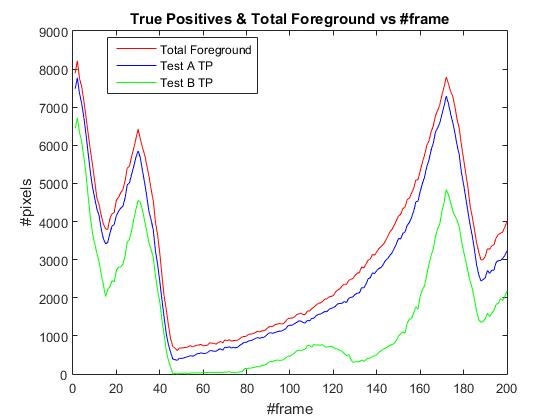 True Positives & Total Foreground vs #frame
9000
8000
7000
6000
5000
4000
3000
2000
1000
0
#pixels
Total Foreground
Test A TP
Test B TP
0 20 40 60 80 100 120 140 160 180 200
#frame